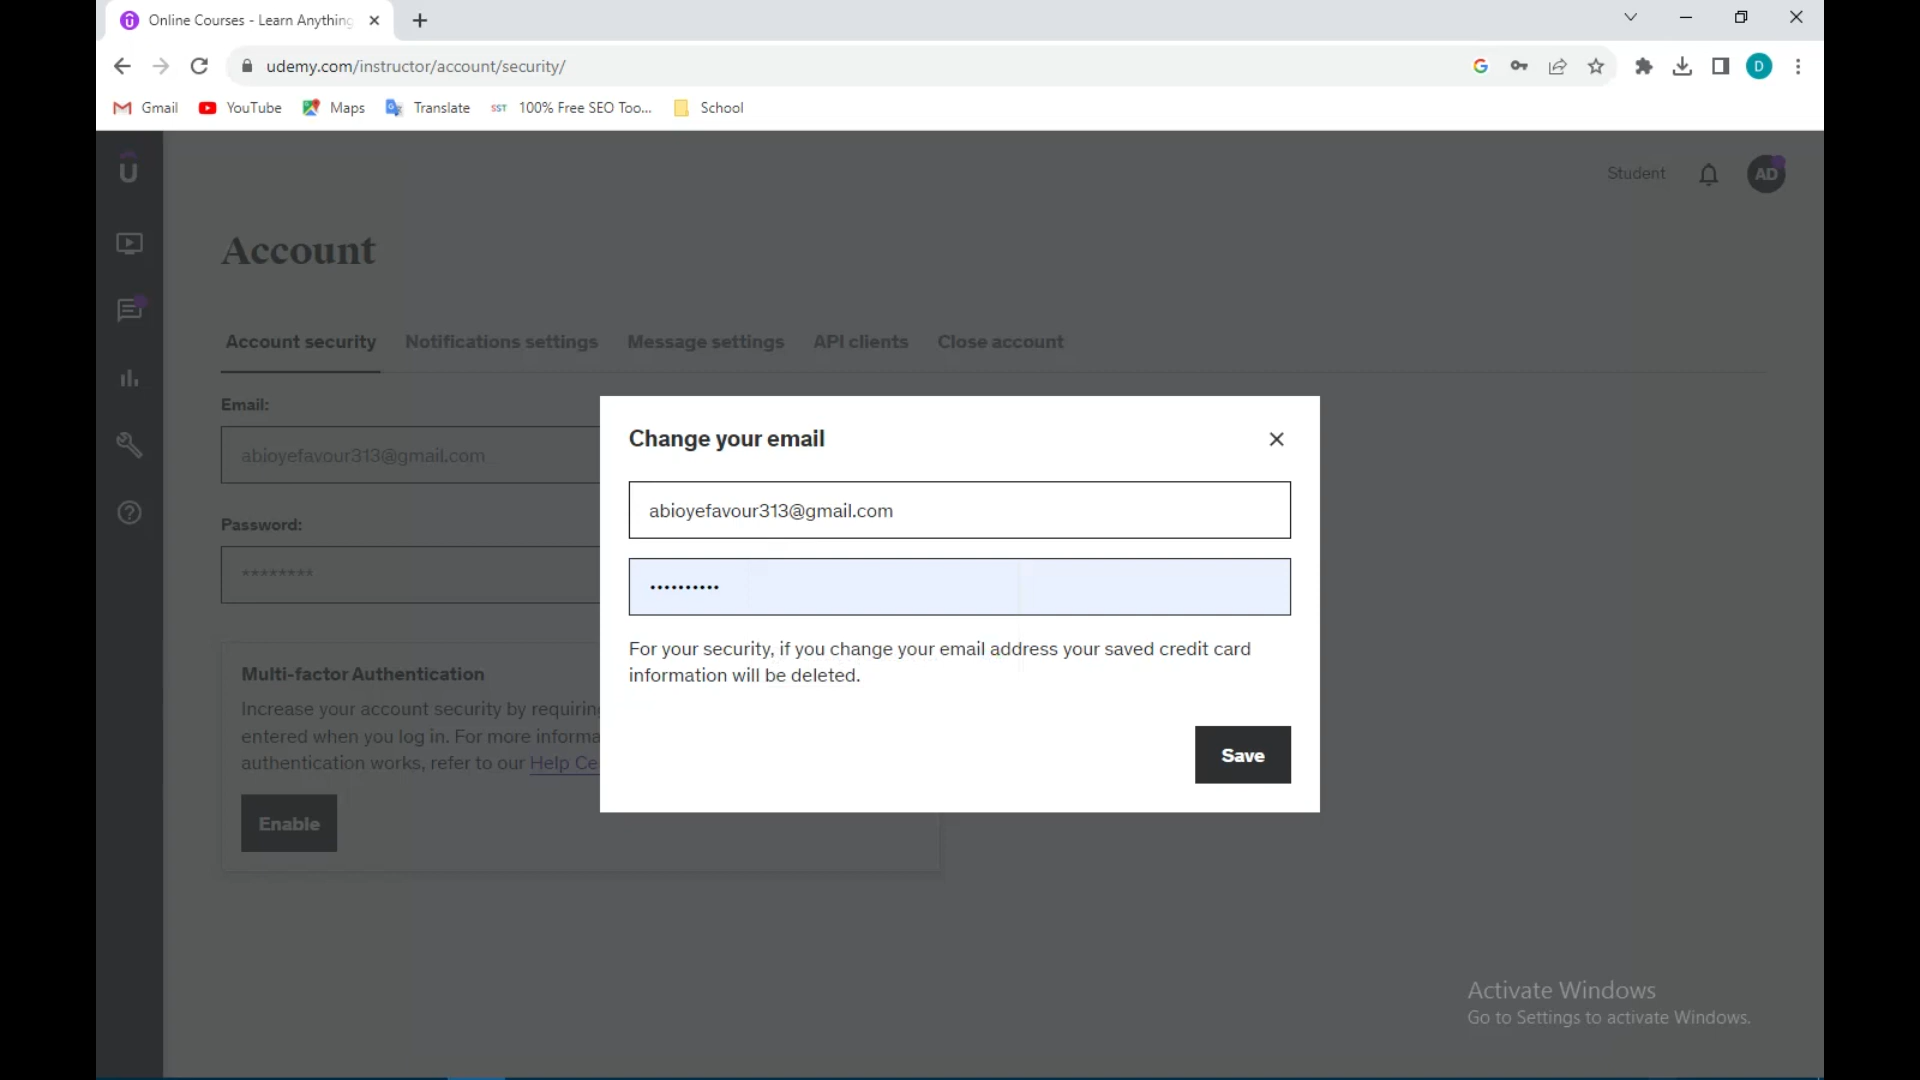 Online Courses - Learn Anything
udemy.com/instructor/account/security/
D
Gmail
YouTube
Maps
Translate
SST 100% Free SEO Too...
School
U
Student
AD
Account
Account security
Notifications settings
Message settings
API clients
Close account
Email:
abioyefavour313@gmail.com
Password:
********
Multi-factor Authentication
Increase your account security by requiring
entered when you log in. For more informa
authentication works, refer to our Help Ce
Enable
Change your email
abioyefavour313@gmail.com
••••••••••
For your security, if you change your email address your saved credit card
information will be deleted.
Save
Activate Windows
Go to Settings to activate Windows.